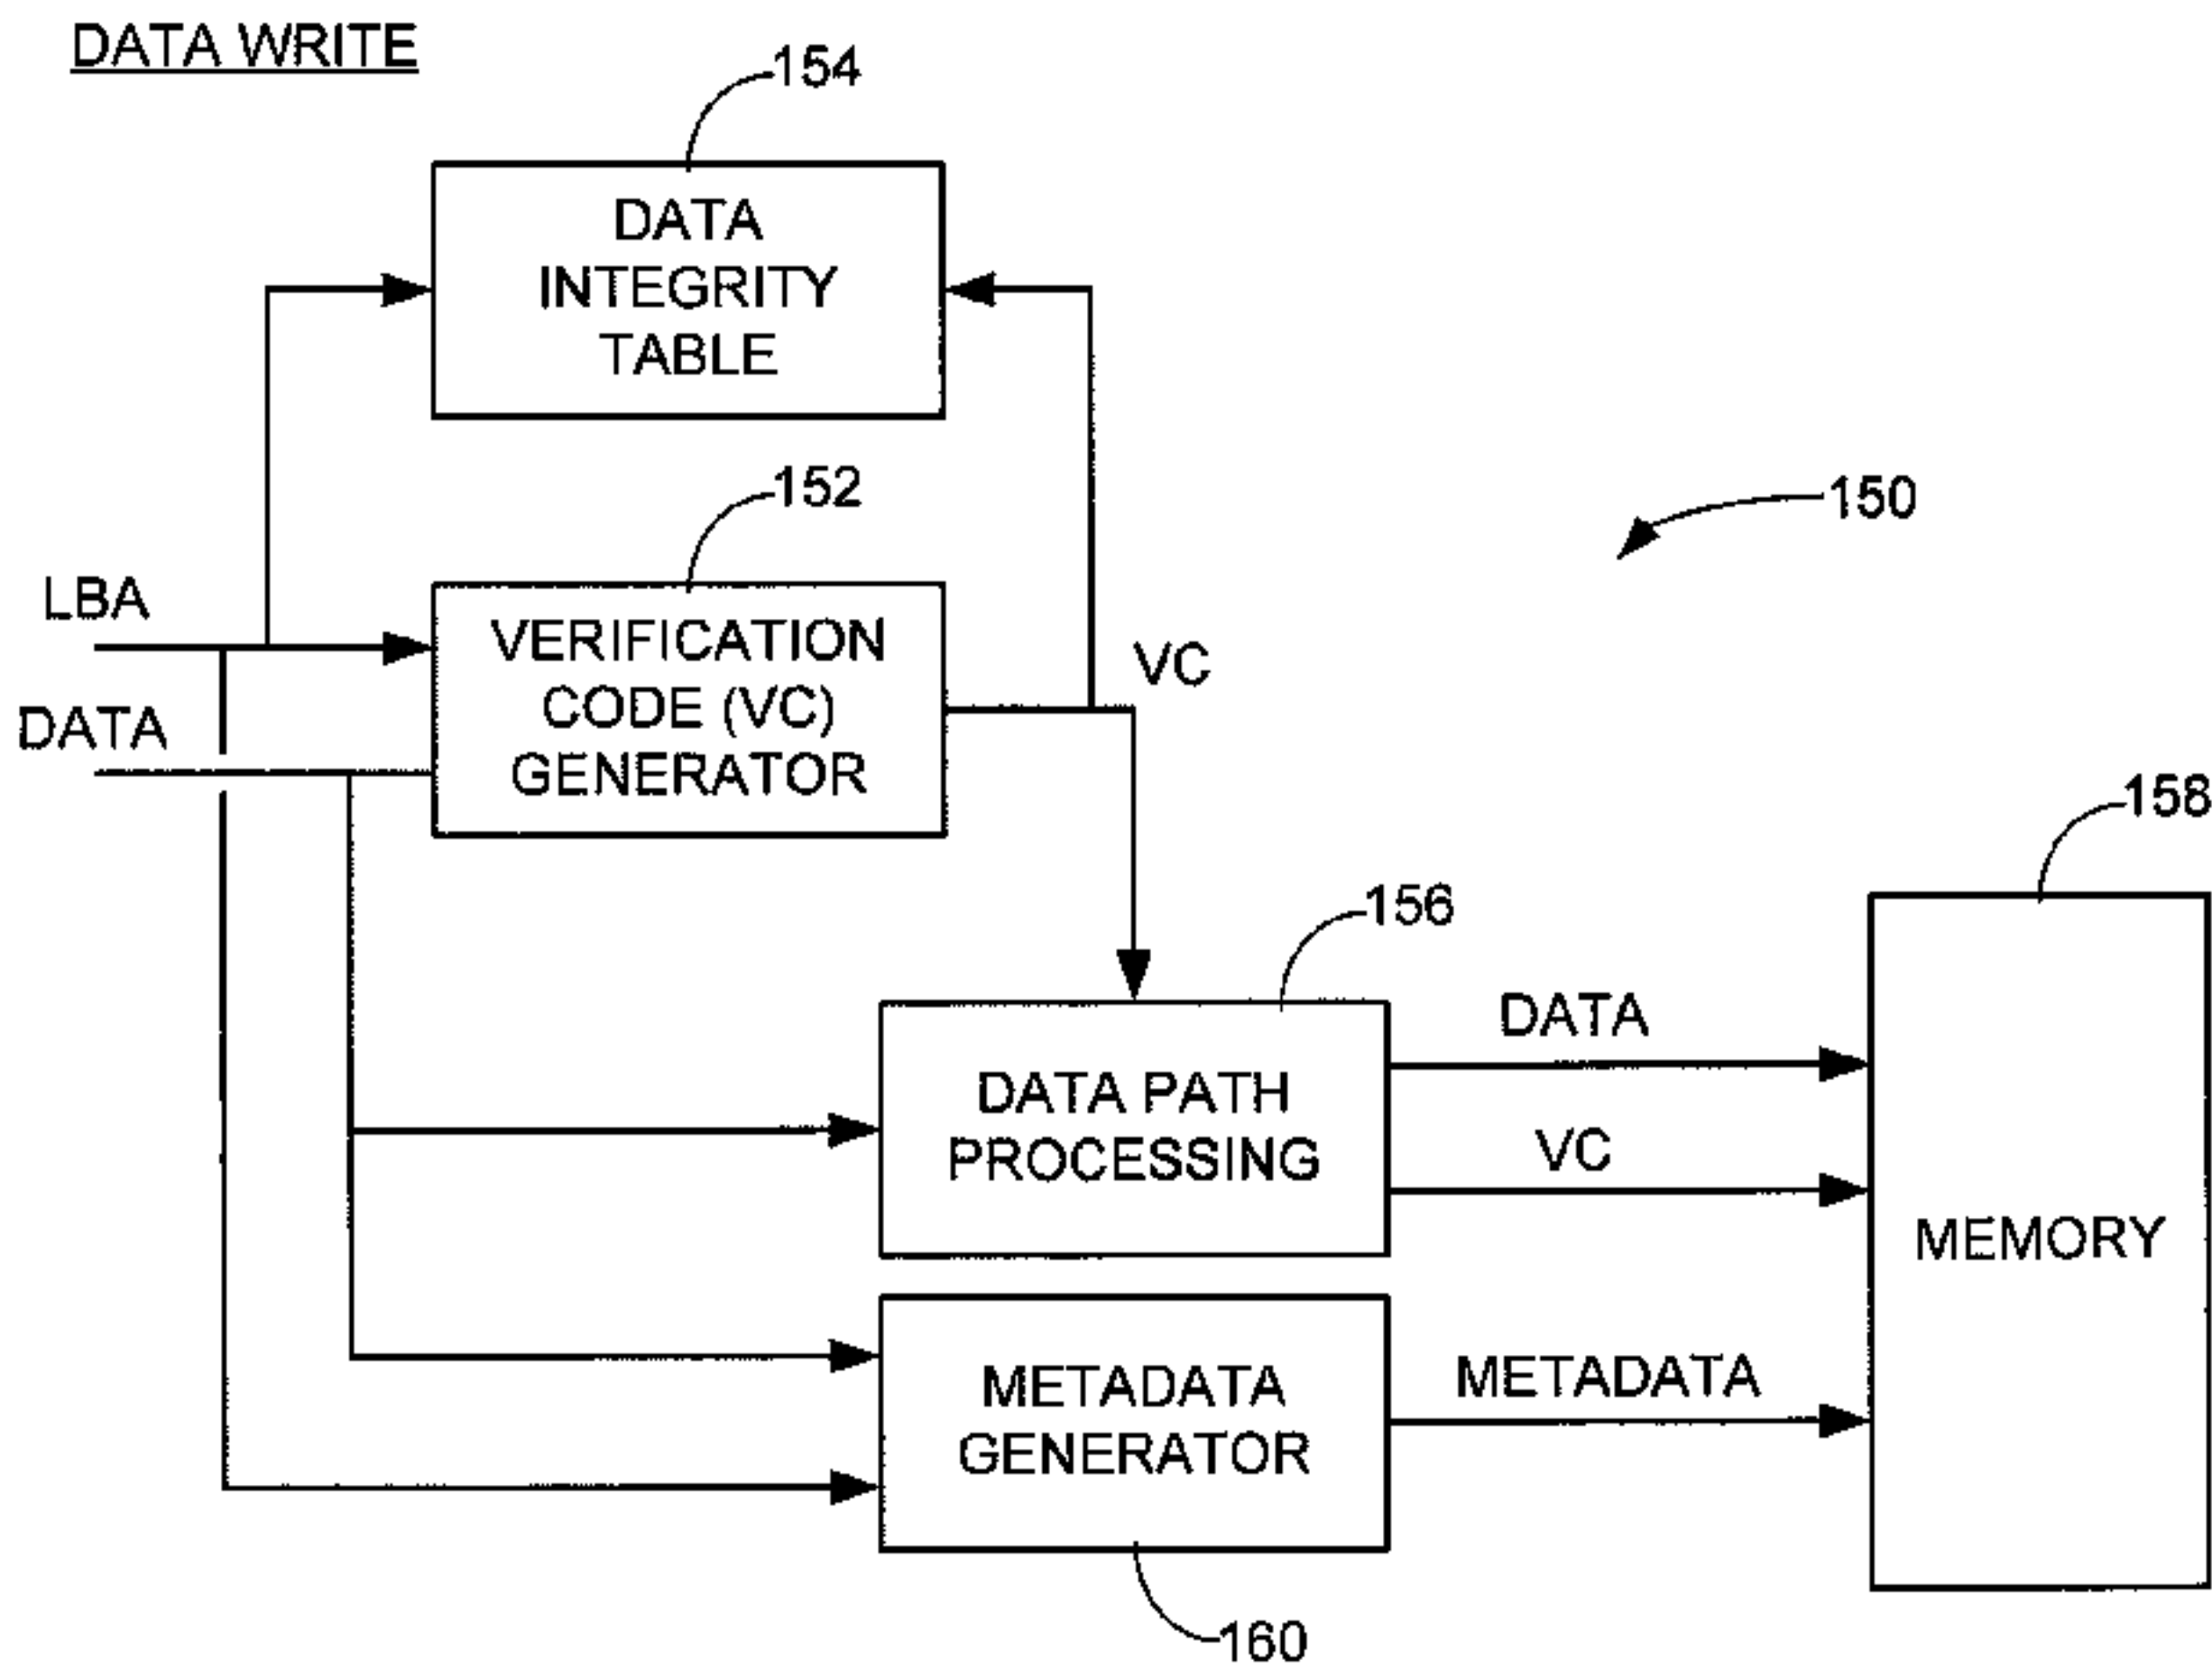 DATA WRITE
154
DATA
INTEGRITY
TABLE
152
150
LBA
VERIFICATION
CODE (VC)
GENERATOR
VC
DATA
158
156
DATA
DATA PATH
PROCESSING
VC
MEMORY
METADATA
GENERATOR
METADATA
160